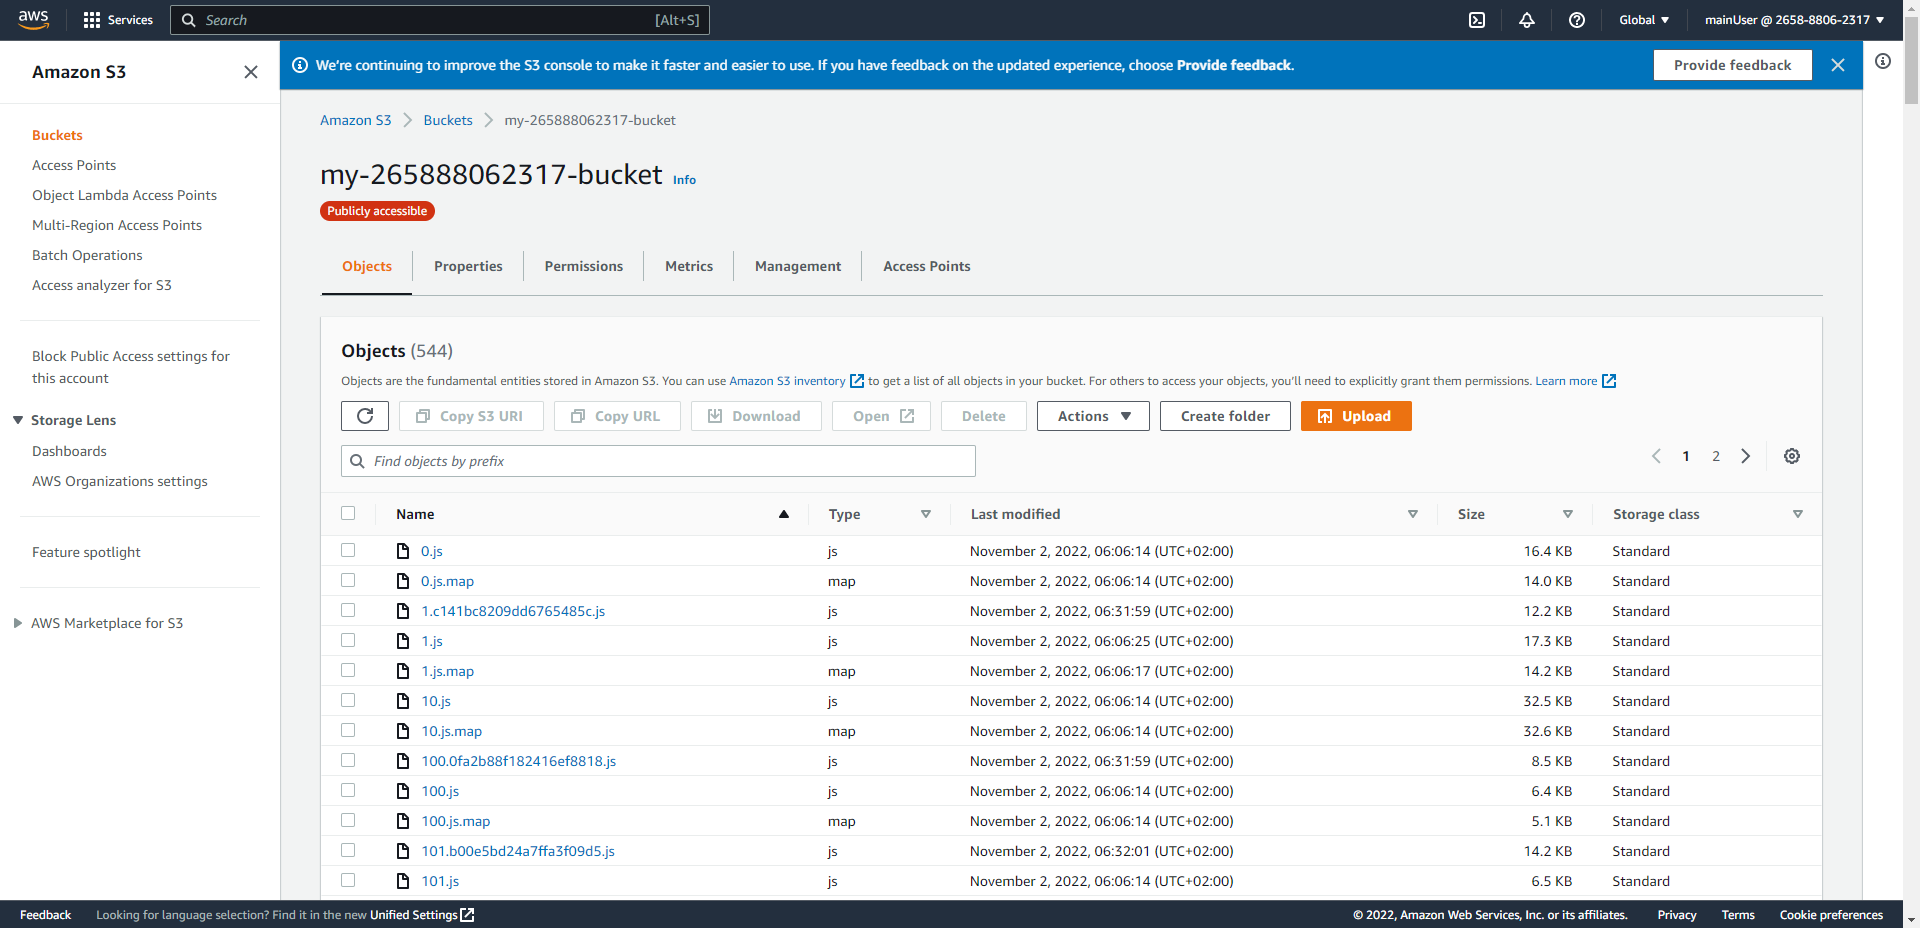 aws
Services
Search
[Alt+S]
Global
mainUser @ 2658-8806-2317
Amazon S3
We're continuing to improve the S3 console to make it faster and easier to use. If you have feedback on the updated experience, choose Provide feedback.
Provide feedback
Buckets
Access Points
Object Lambda Access Points
Multi-Region Access Points
Batch Operations
Access analyzer for S3
Block Public Access settings for
this account
Storage Lens
Dashboards
AWS Organizations settings
Feature spotlight
AWS Marketplace for S3
Amazon S3 Buckets my-265888062317-bucket
my-265888062317-bucket Info
Publicly accessible
Objects Properties Permissions Metrics Management Access Points
Objects (544)
Objects are the fundamental entities stored in Amazon S3. You can use Amazon S3 inventory to get a list of all objects in your bucket. For others to access your objects, you'll need to explicitly grant them permissions. Learn more
Copy S3 URI Copy URL Download Open Delete Actions Create folder Upload
Find objects by prefix
1 2
Name Type Last modified Size Storage class
0.js js November 2, 2022, 06:06:14 (UTC+02:00) 16.4 KB Standard
0.js.map map November 2, 2022, 06:06:14 (UTC+02:00) 14.0 KB Standard
1.c141bc8209dd6765485c.js js November 2, 2022, 06:31:59 (UTC+02:00) 12.2 KB Standard
1.js js November 2, 2022, 06:06:25 (UTC+02:00) 17.3 KB Standard
1.js.map map November 2, 2022, 06:06:17 (UTC+02:00) 14.2 KB Standard
10.js js November 2, 2022, 06:06:14 (UTC+02:00) 32.5 KB Standard
10.js.map map November 2, 2022, 06:06:14 (UTC+02:00) 32.6 KB Standard
100.0fa2b88f182416ef8818.js js November 2, 2022, 06:31:59 (UTC+02:00) 8.5 KB Standard
100.js js November 2, 2022, 06:06:14 (UTC+02:00) 6.4 KB Standard
100.js.map map November 2, 2022, 06:06:14 (UTC+02:00) 5.1 KB Standard
101.b00e5bd24a7ffa3f09d5.js js November 2, 2022, 06:32:01 (UTC+02:00) 14.2 KB Standard
101.js js November 2, 2022, 06:06:14 (UTC+02:00) 6.5 KB Standard
Feedback Looking for language selection? Find it in the new Unified Settings © 2022, Amazon Web Services, Inc. or its affiliates. Privacy Terms Cookie preferences